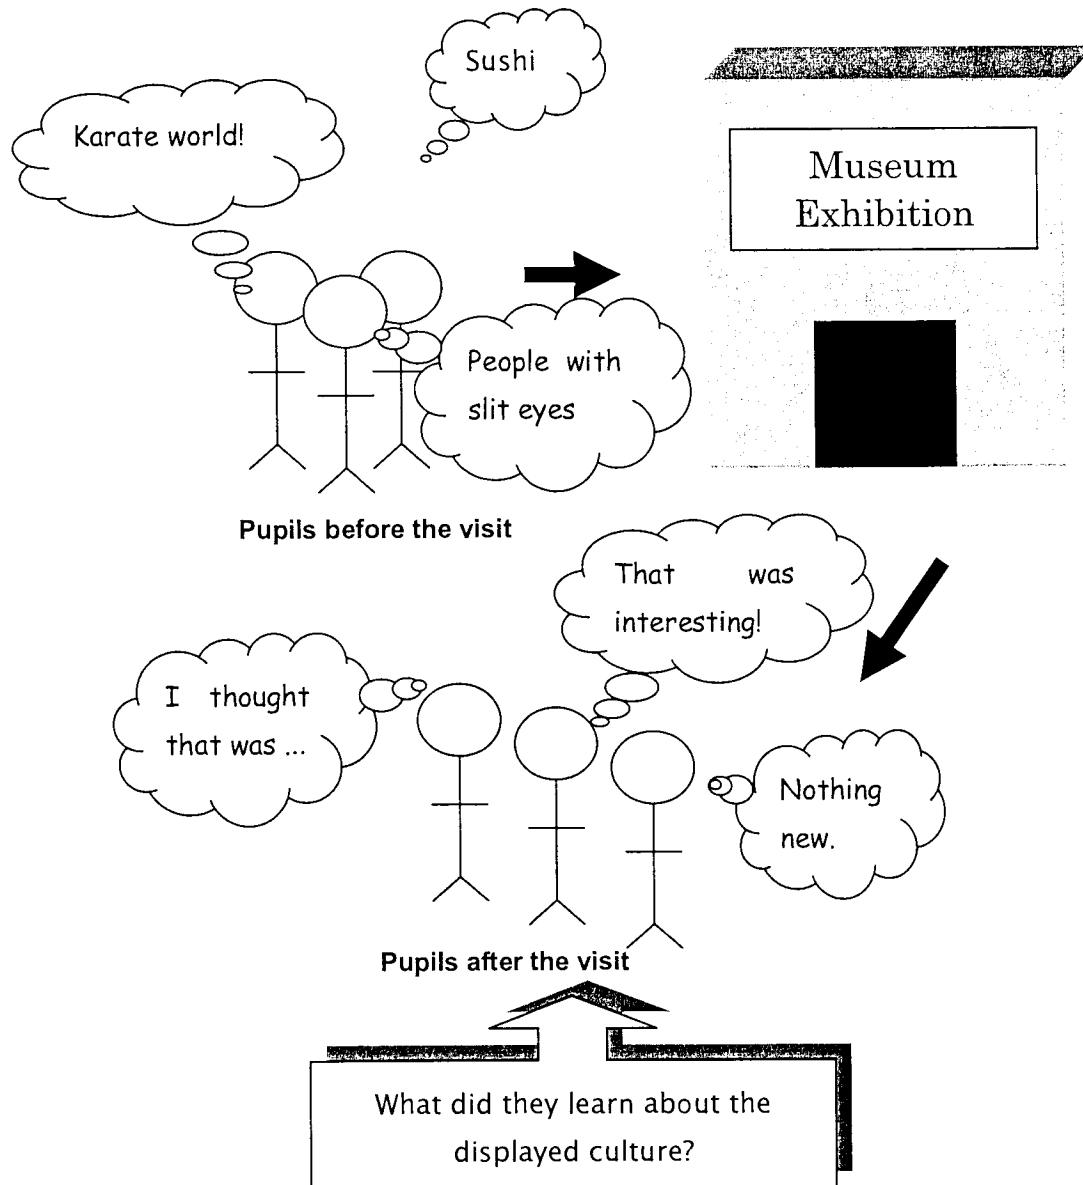 Sushi
Karate world!
Museum
Exhibition
People with
slit eyes
Pupils before the visit
That was
interesting!
I thought
that was ...
Nothing
new.
Pupils after the visit
What did they learn about the
displayed culture?